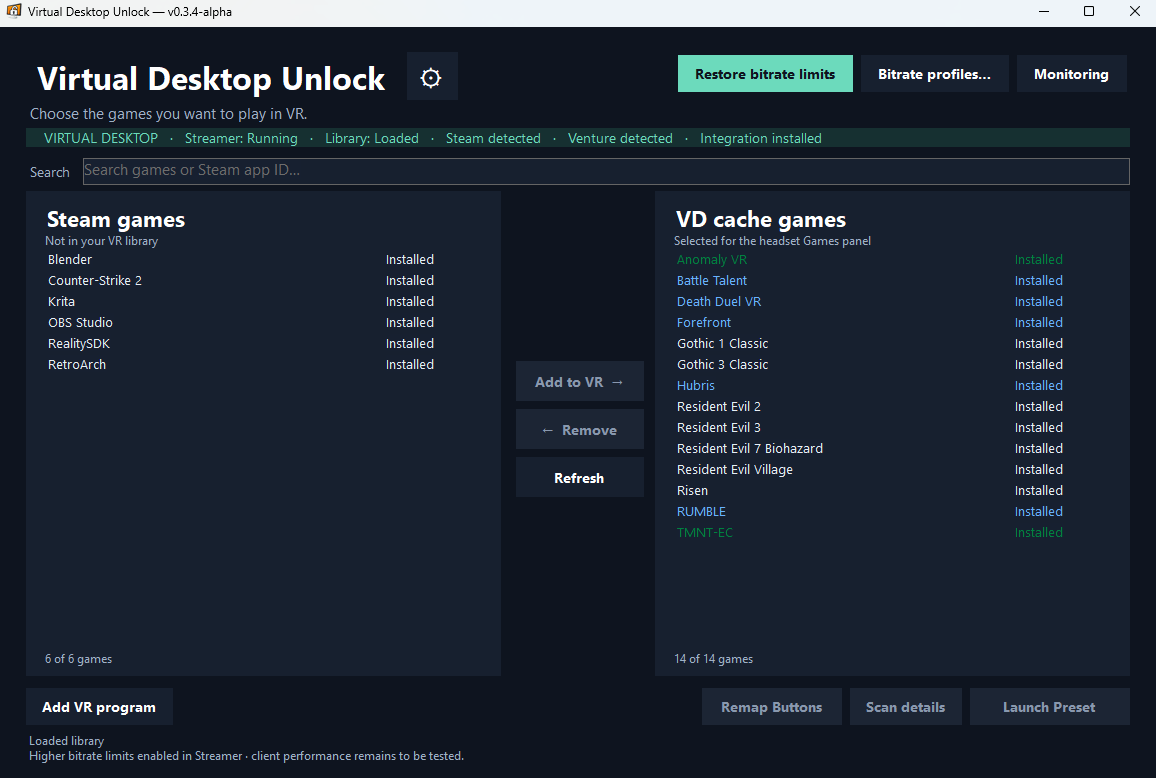 Virtual Desktop Unlock — v0.3.4-alpha
Virtual Desktop Unlock
Restore bitrate limits
Bitrate profiles...
Monitoring
Choose the games you want to play in VR.
VIRTUAL DESKTOP · Streamer: Running · Library: Loaded · Steam detected · Venture detected · Integration installed
Search
Search games or Steam app ID...
Steam games
Not in your VR library
Blender Installed
Counter-Strike 2 Installed
Krita Installed
OBS Studio Installed
RealitySDK Installed
RetroArch Installed
6 of 6 games
Add to VR →
← Remove
Refresh
VD cache games
Selected for the headset Games panel
Anomaly VR Installed
Battle Talent Installed
Death Duel VR Installed
Forefront Installed
Gothic 1 Classic Installed
Gothic 3 Classic Installed
Hubris Installed
Resident Evil 2 Installed
Resident Evil 3 Installed
Resident Evil 7 Biohazard Installed
Resident Evil Village Installed
Risen Installed
RUMBLE Installed
TMNT-EC Installed
14 of 14 games
Add VR program
Remap Buttons
Scan details
Launch Preset
Loaded library
Higher bitrate limits enabled in Streamer · client performance remains to be tested.